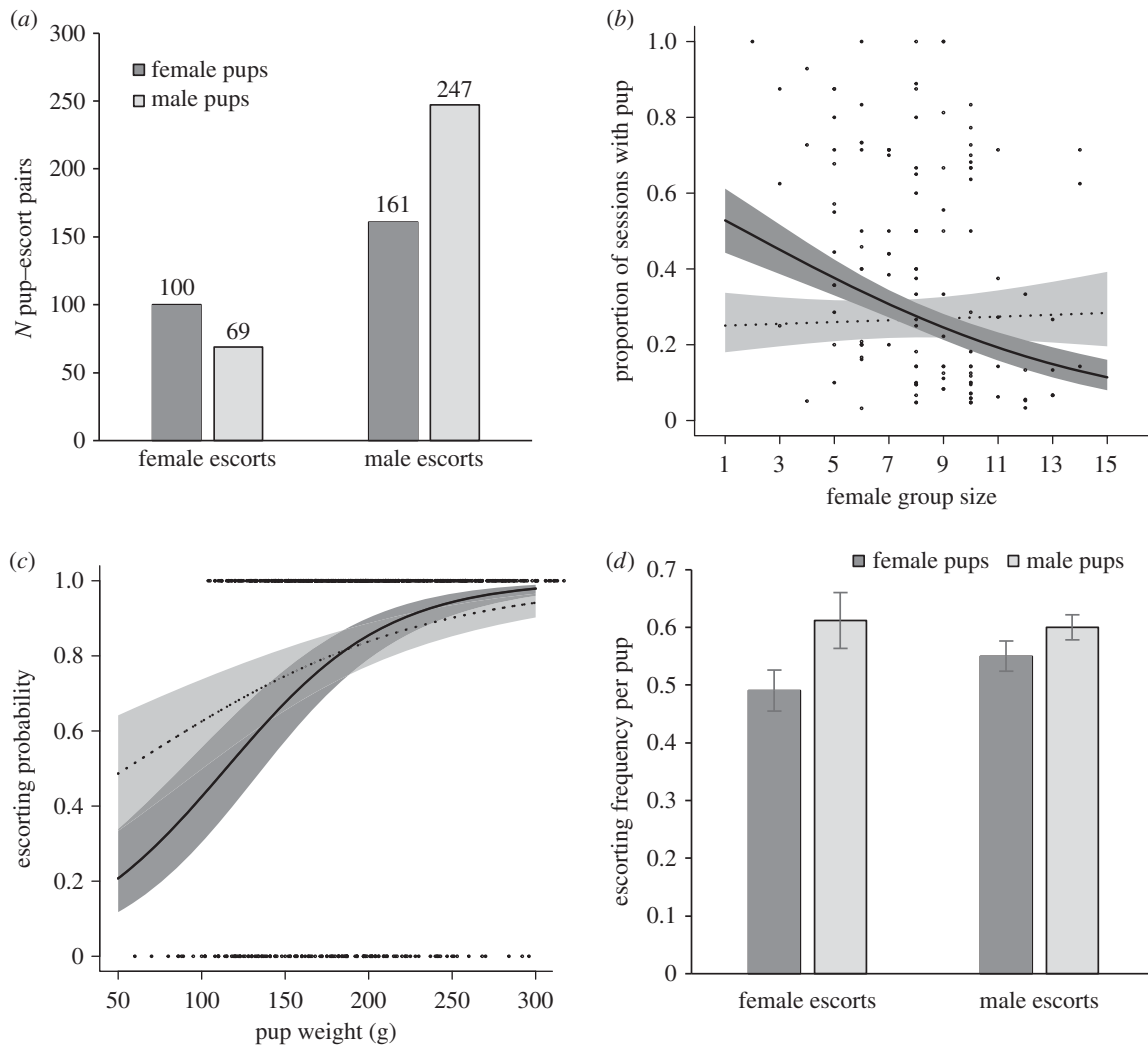 (a)
300
250
200
150
100
50
0
N pup–escort pairs
female pups
male pups
100
69
161
247
female escorts
male escorts
(b)
1.0
0.8
0.6
0.4
0.2
0
proportion of sessions with pup
1 3 5 7 9 11 13 15
female group size
(c)
1.0
0.8
0.6
0.4
0.2
0
escorting probability
50 100 150 200 250 300
pup weight (g)
(d)
female pups male pups
0.7
0.6
0.5
0.4
0.3
0.2
0.1
0
escorting frequency per pup
female escorts male escorts